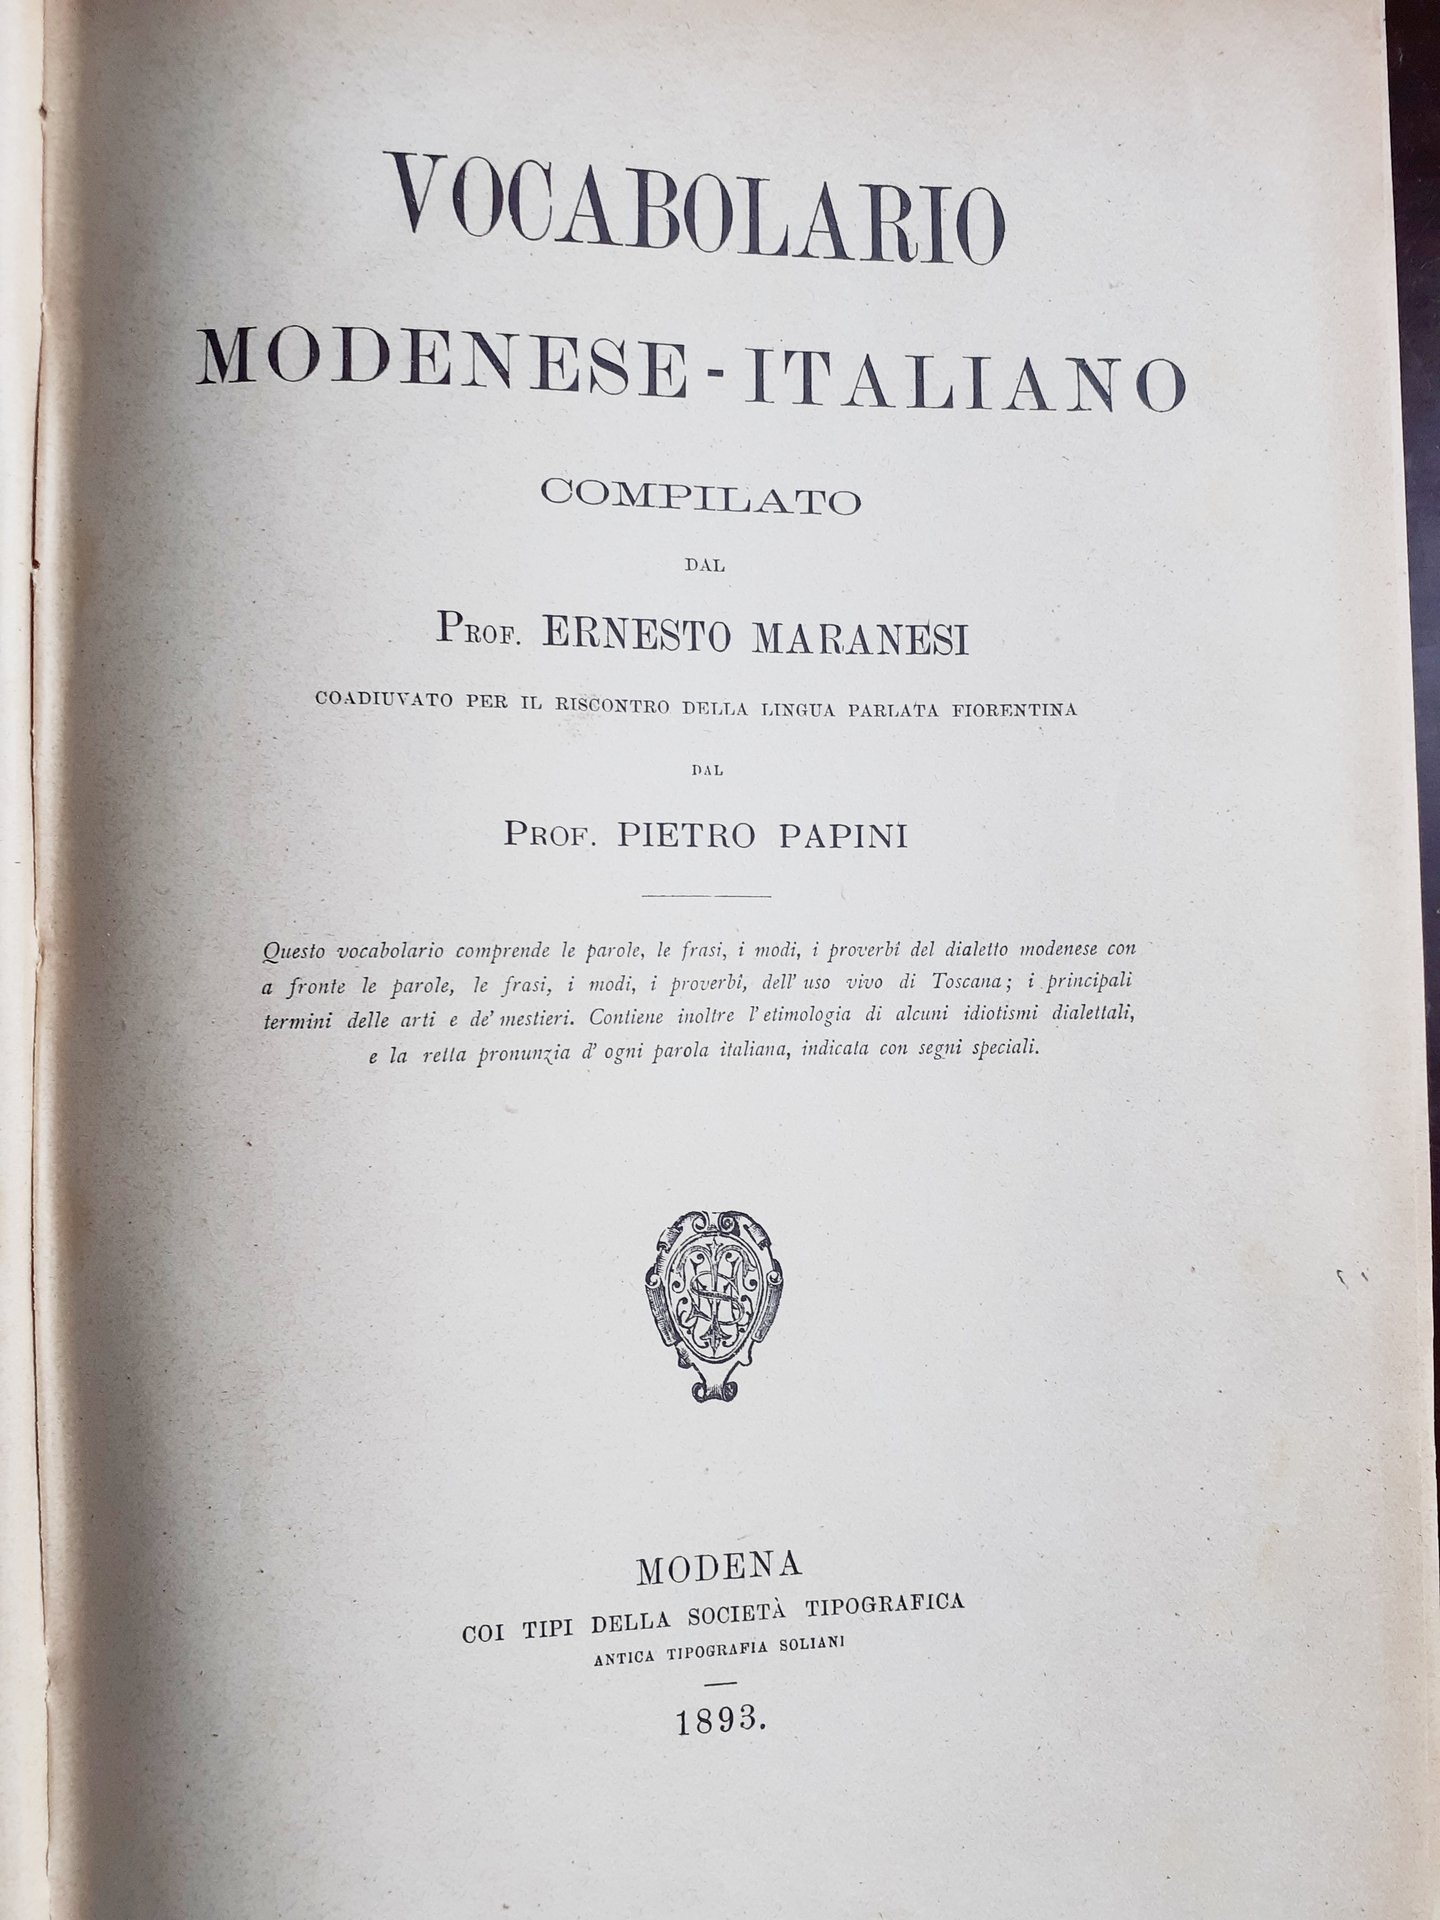 VOCABOLARIO
MODENESE-ITALIANO
COMPILATO
DAL
PROF. ERNESTO MARANESI
COADIUVATO PER IL RISCONTRO DELLA LINGUA PARLATA FIORENTINA
DAL
PROF. PIETRO PAPINI
Questo vocabolario comprende le parole, le frasi, i modi, i proverbî del dialetto modenese con
a fronte le parole, le frasi, i modi, i proverbî, dell' uso vivo di Toscana; i principali
termini delle arti e de' mestieri. Contiene inoltre l' etimologia di alcuni idiotismi dialettali,
e la retta pronunzia d' ogni parola italiana, indicata con segni speciali.
MODENA
COI TIPI DELLA SOCIETÀ TIPOGRAFICA
ANTICA TIPOGRAFIA SOLIANI
1893.